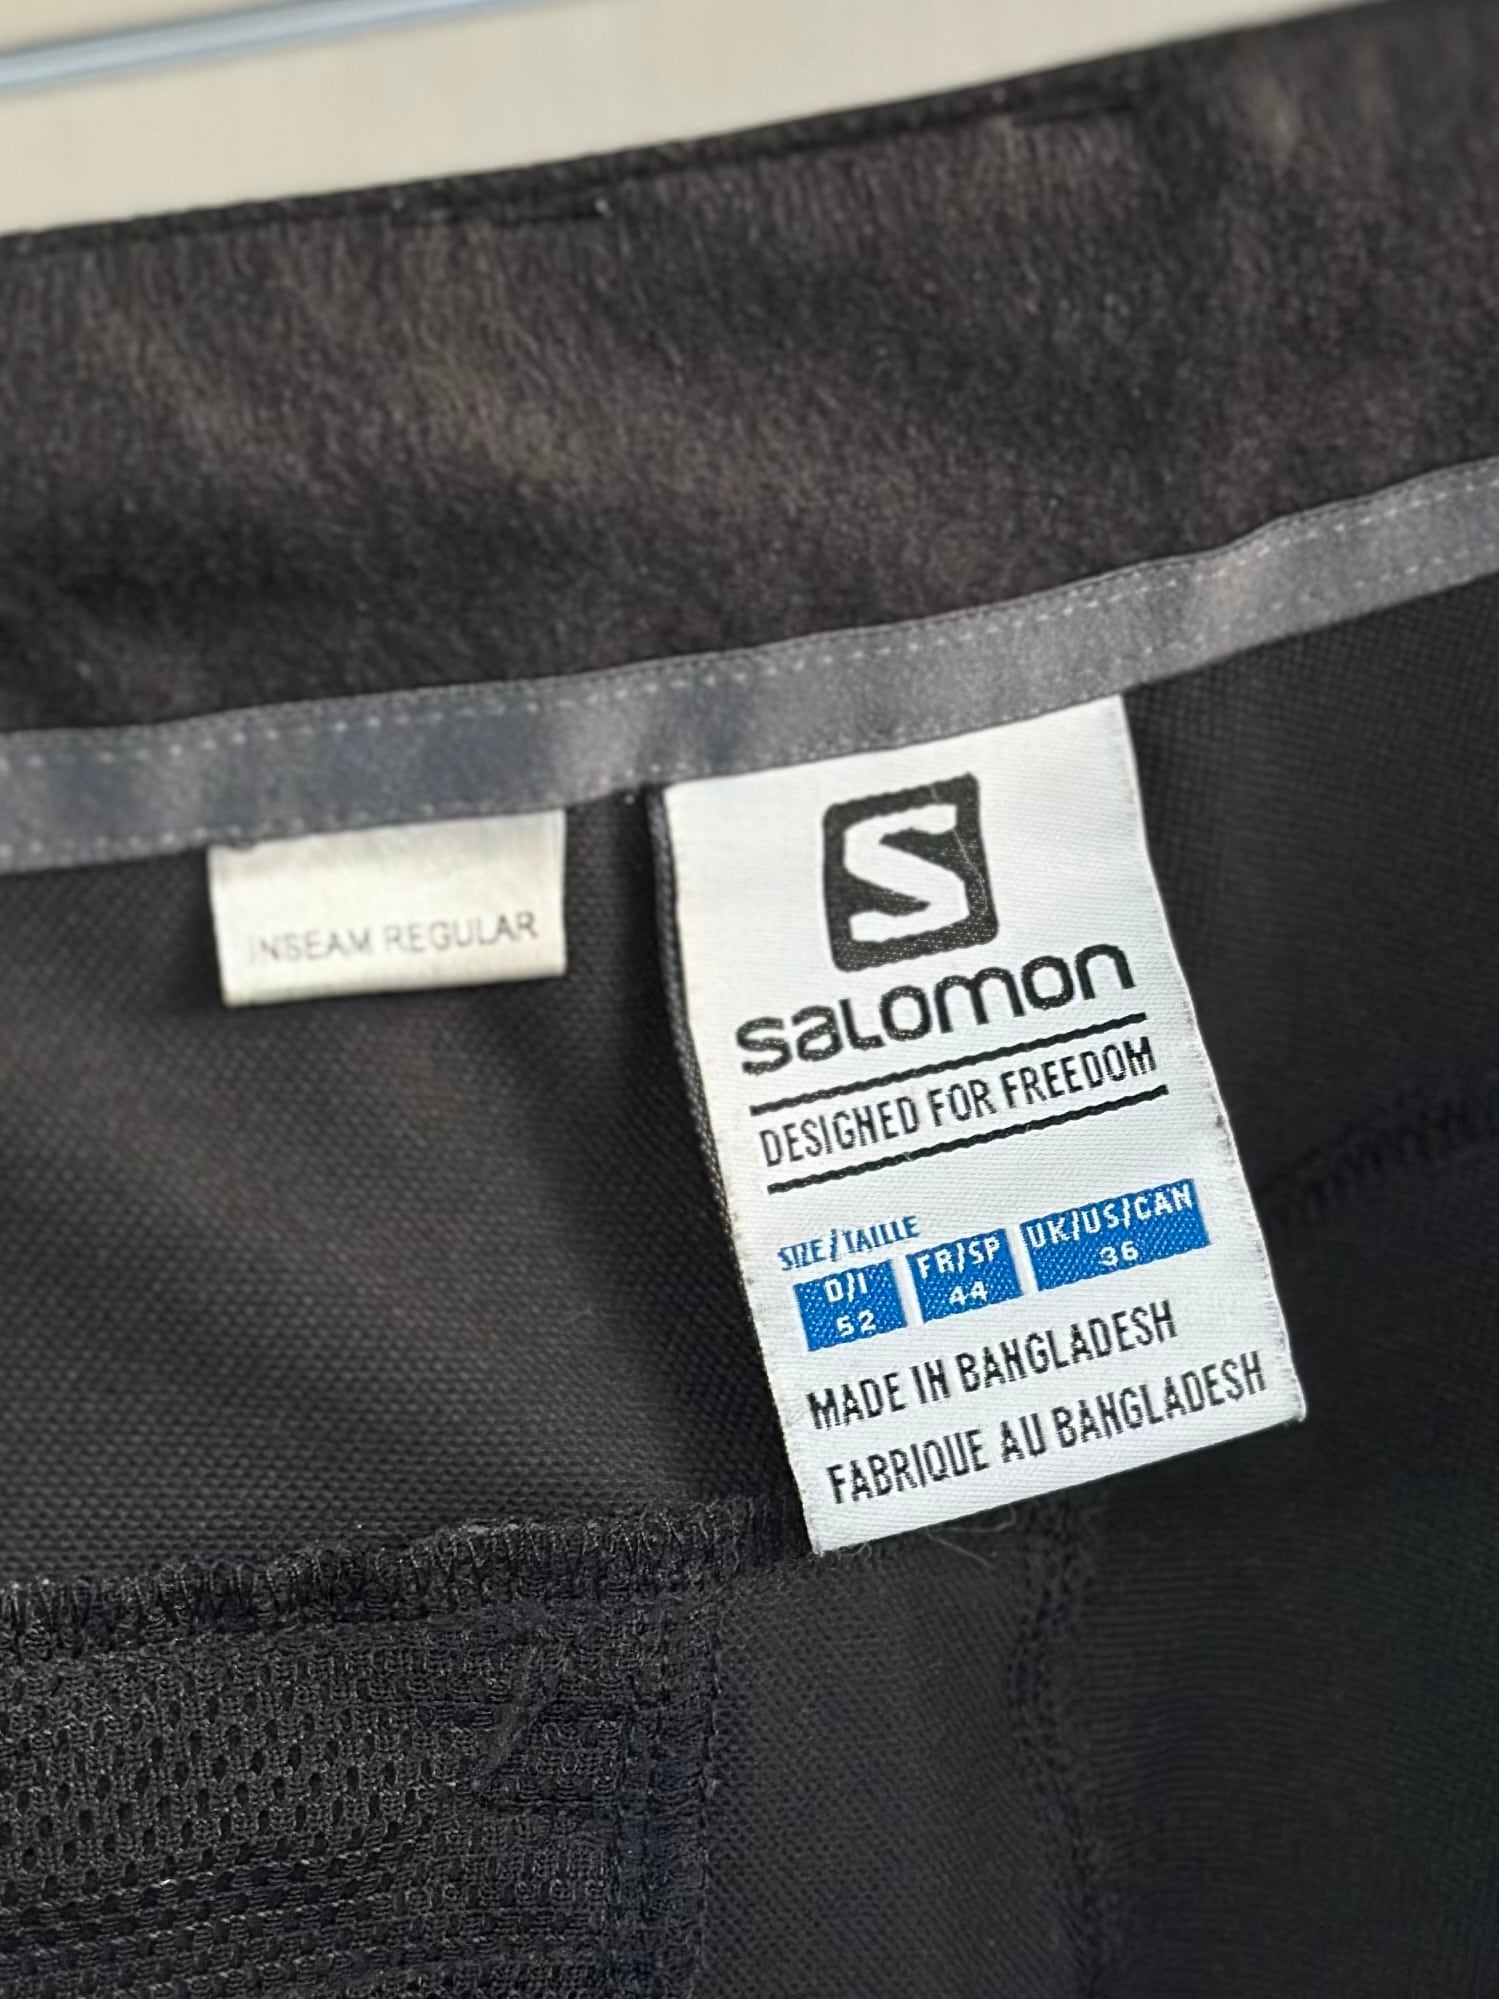 INSEAM REGULAR
S
salomon
DESIGNED FOR FREEDOM
SIZE/TAILLE
D/I FR/SP UK/US/CAN
52 44 36
MADE IN BANGLADESH
FABRIQUE AU BANGLADESH